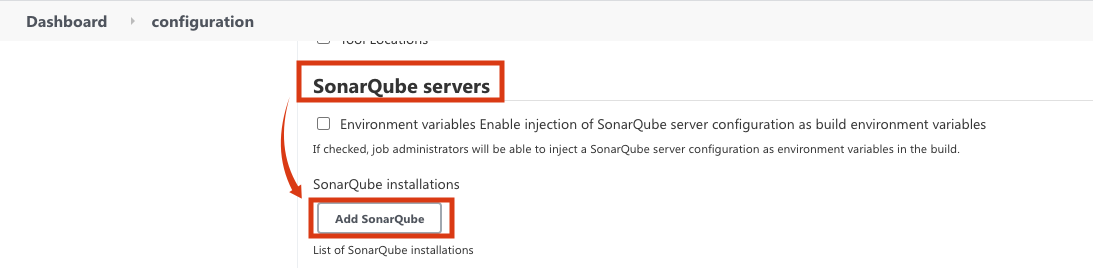 Dashboard configuration
Tool Locations
SonarQube servers
Environment variables Enable injection of SonarQube server configuration as build environment variables
If checked, job administrators will be able to inject a SonarQube server configuration as environment variables in the build.
SonarQube installations
Add SonarQube
List of SonarQube installations